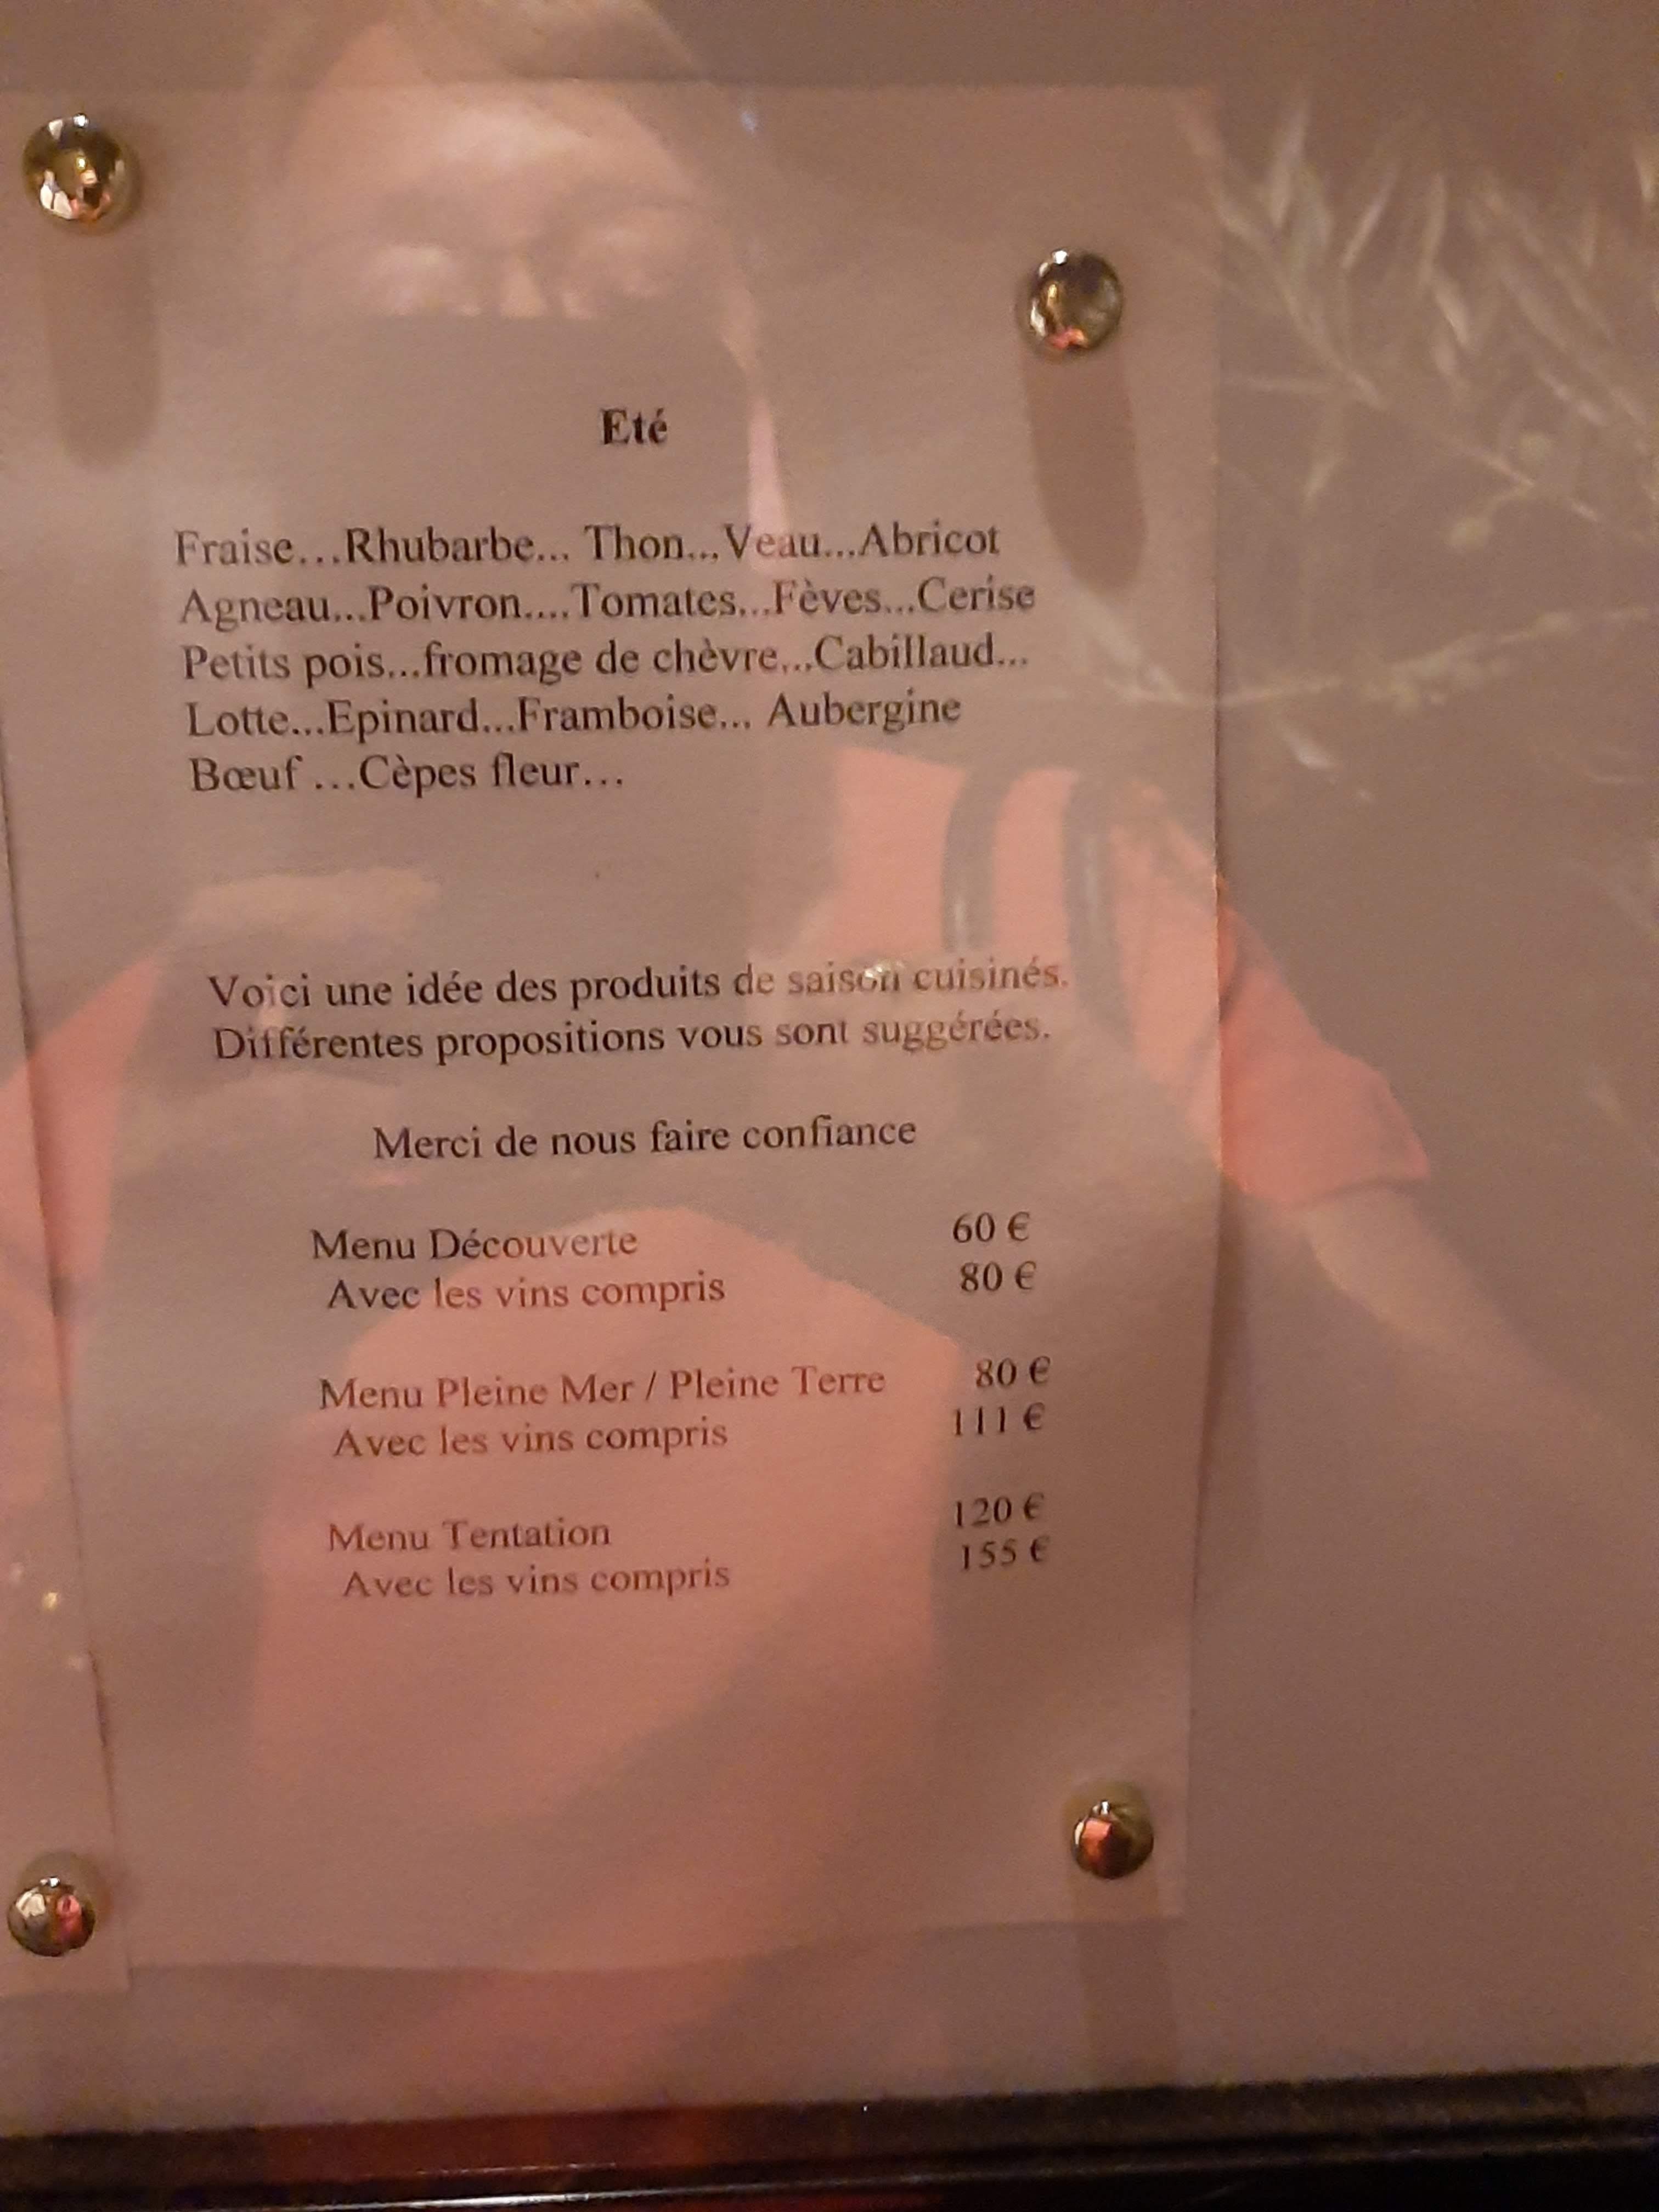 Eté
Fraise...Rhubarbe... Thon...Veau...Abricot
Agneau...Poivron....Tomates...Fèves...Cerise
Petits pois...fromage de chèvre...Cabillaud...
Lotte...Epinard...Framboise... Aubergine
Bœuf ...Cèpes fleur...
Voici une idée des produits de saison cuisinés.
Différentes propositions vous sont suggérées.
Merci de nous faire confiance
Menu Découverte 60 €
Avec les vins compris 80 €
Menu Pleine Mer / Pleine Terre 80 €
Avec les vins compris 111 €
Menu Tentation 120 €
Avec les vins compris 155 €